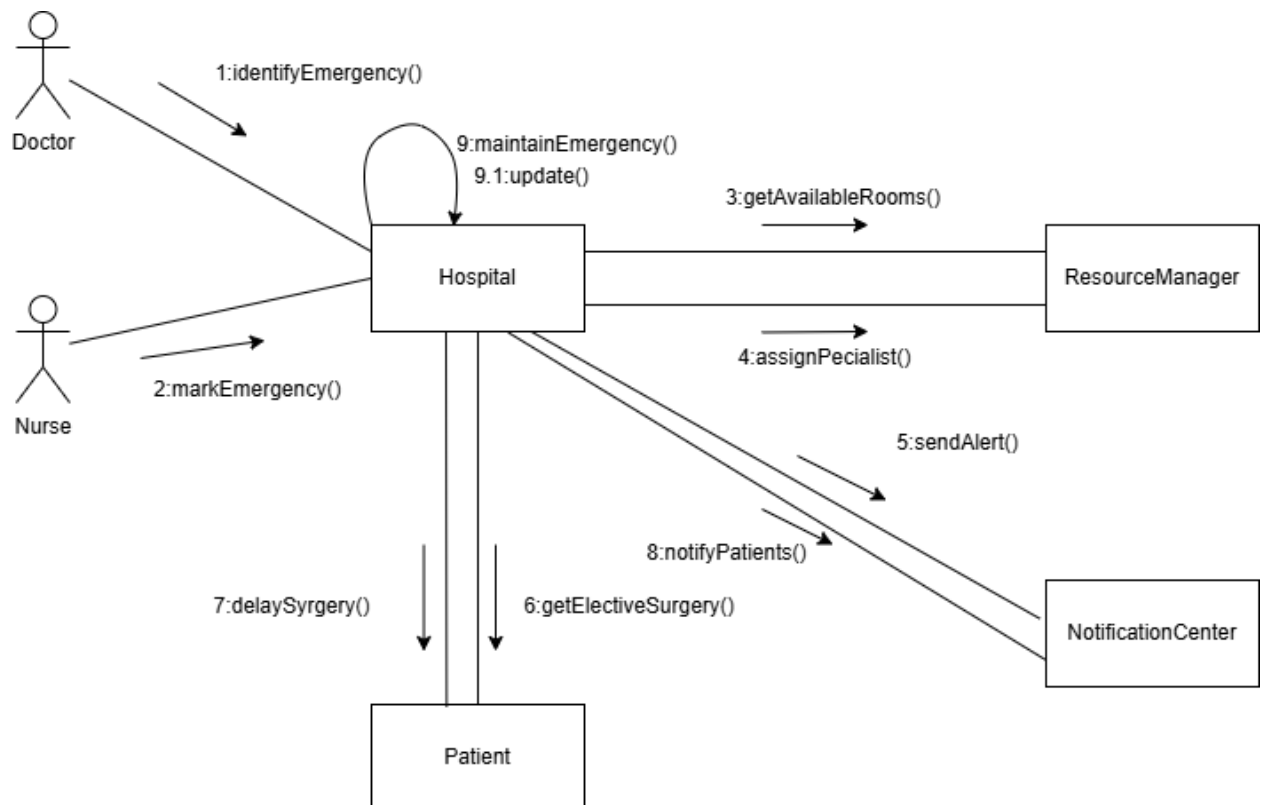 1:identifyEmergency()
Doctor
9:maintainEmergency()
9.1:update()
3:getAvailableRooms()
Hospital
ResourceManager
4:assignPecialist()
2:markEmergency()
Nurse
5:sendAlert()
8:notifyPatients()
7:delaySyrgery()
6:getElectiveSurgery()
NotificationCenter
Patient